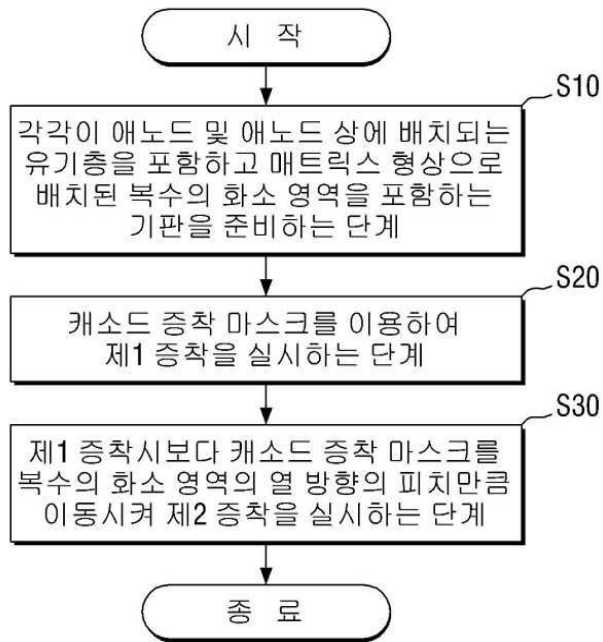 시 작
S10
각각이 애노드 및 애노드 상에 배치되는
유기층을 포함하고 매트릭스 형상으로
배치된 복수의 화소 영역을 포함하는
기판을 준비하는 단계
S20
캐소드 증착 마스크를 이용하여
제1 증착을 실시하는 단계
S30
제1 증착시보다 캐소드 증착 마스크를
복수의 화소 영역의 열 방향의 피치만큼
이동시켜 제2 증착을 실시하는 단계
종 료